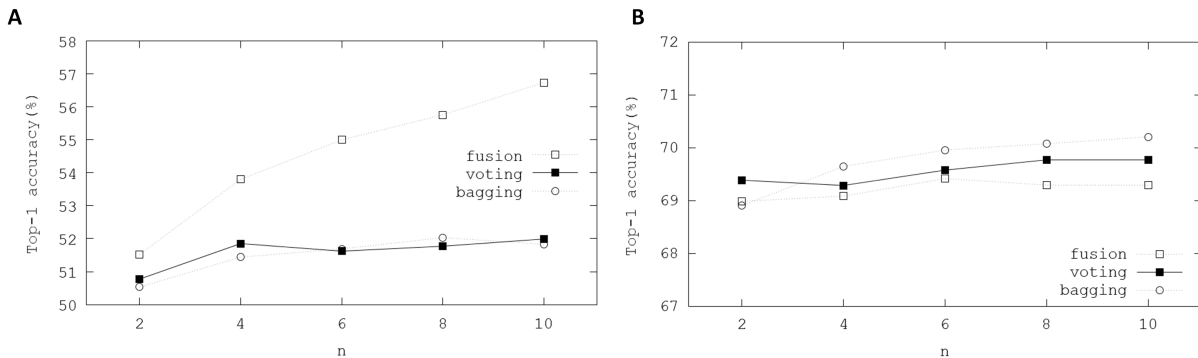 A
Top-1 accuracy(%)
58
57
56
55
54
53
52
51
50
fusion
voting
bagging
2 4 6 8 10
n
B
Top-1 accuracy(%)
72
71
70
69
68
67
fusion
voting
bagging
2 4 6 8 10
n